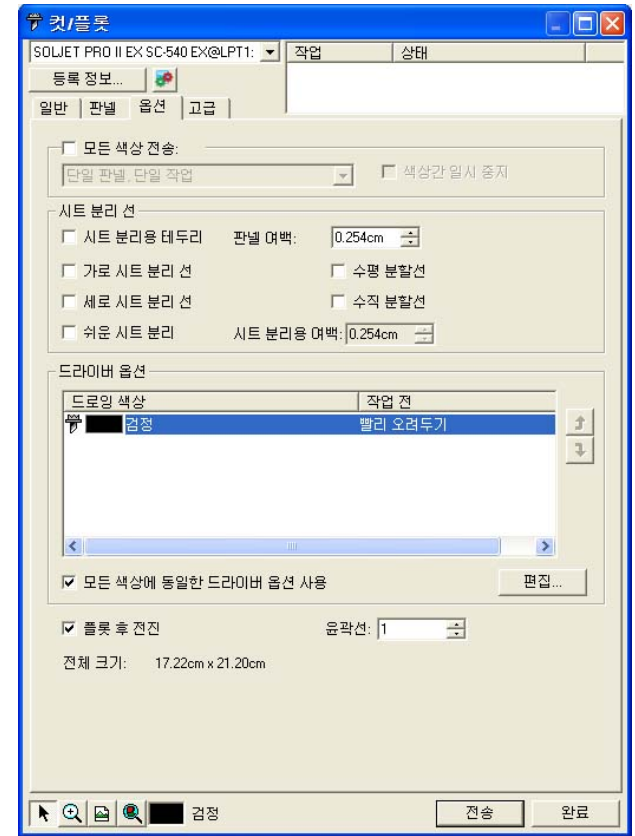 컷/플롯
SOLJET PRO II EX SC-540 EX@LPT1: 작업 상태
등록 정보...
일반 판넬 옵션 고급
모든 색상 전송:
단일 판넬, 단일 작업 색상간 일시 중지
시트 분리 선
시트 분리용 테두리 판넬 여백: 0.254cm
가로 시트 분리 선 수평 분할선
세로 시트 분리 선 수직 분할선
쉬운 시트 분리 시트 분리용 여백: 0.254cm
드라이버 옵션
드로잉 색상 작업 전
검정 빨리 오려두기
모든 색상에 동일한 드라이버 옵션 사용 편집...
플롯 후 전진 윤곽선: 1
전체 크기: 17.22cm x 21.20cm
검정 전송 완료